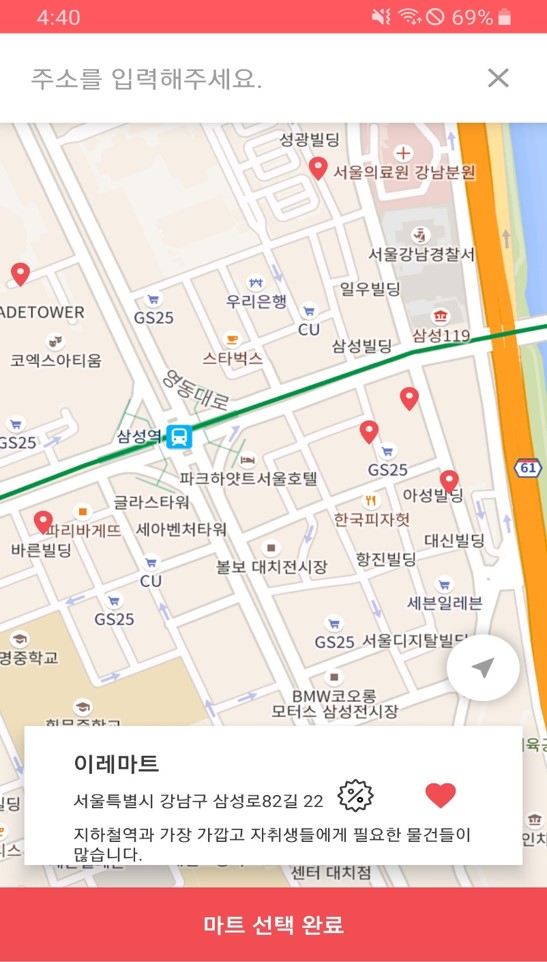 4:40
69%
주소를 입력해주세요.
성광빌딩
서울의료원 강남분원
서울강남경찰서
일우빌딩
우리은행
GS25
CU
ADETOWER
삼성119
삼성빌딩
스타벅스
코엑스아티움
영동대로
GS25
삼성역
GS25
61
파크하얏트서울호텔
아성빌딩
글라스타워
한국피자헛
파리바게뜨
세아벤처타워
대신빌딩
바른빌딩
항진빌딩
볼보 대치전시장
CU
세븐일레븐
GS25
GS25
서울디지탈빌딩
명중학교
BMW코오롱
모터스 삼성전시장
휘문중학교
이레마트
서울특별시 강남구 삼성로82길 22
지하철역과 가장 가깝고 자취생들에게 필요한 물건들이
많습니다.
센터 대치점
마트 선택 완료